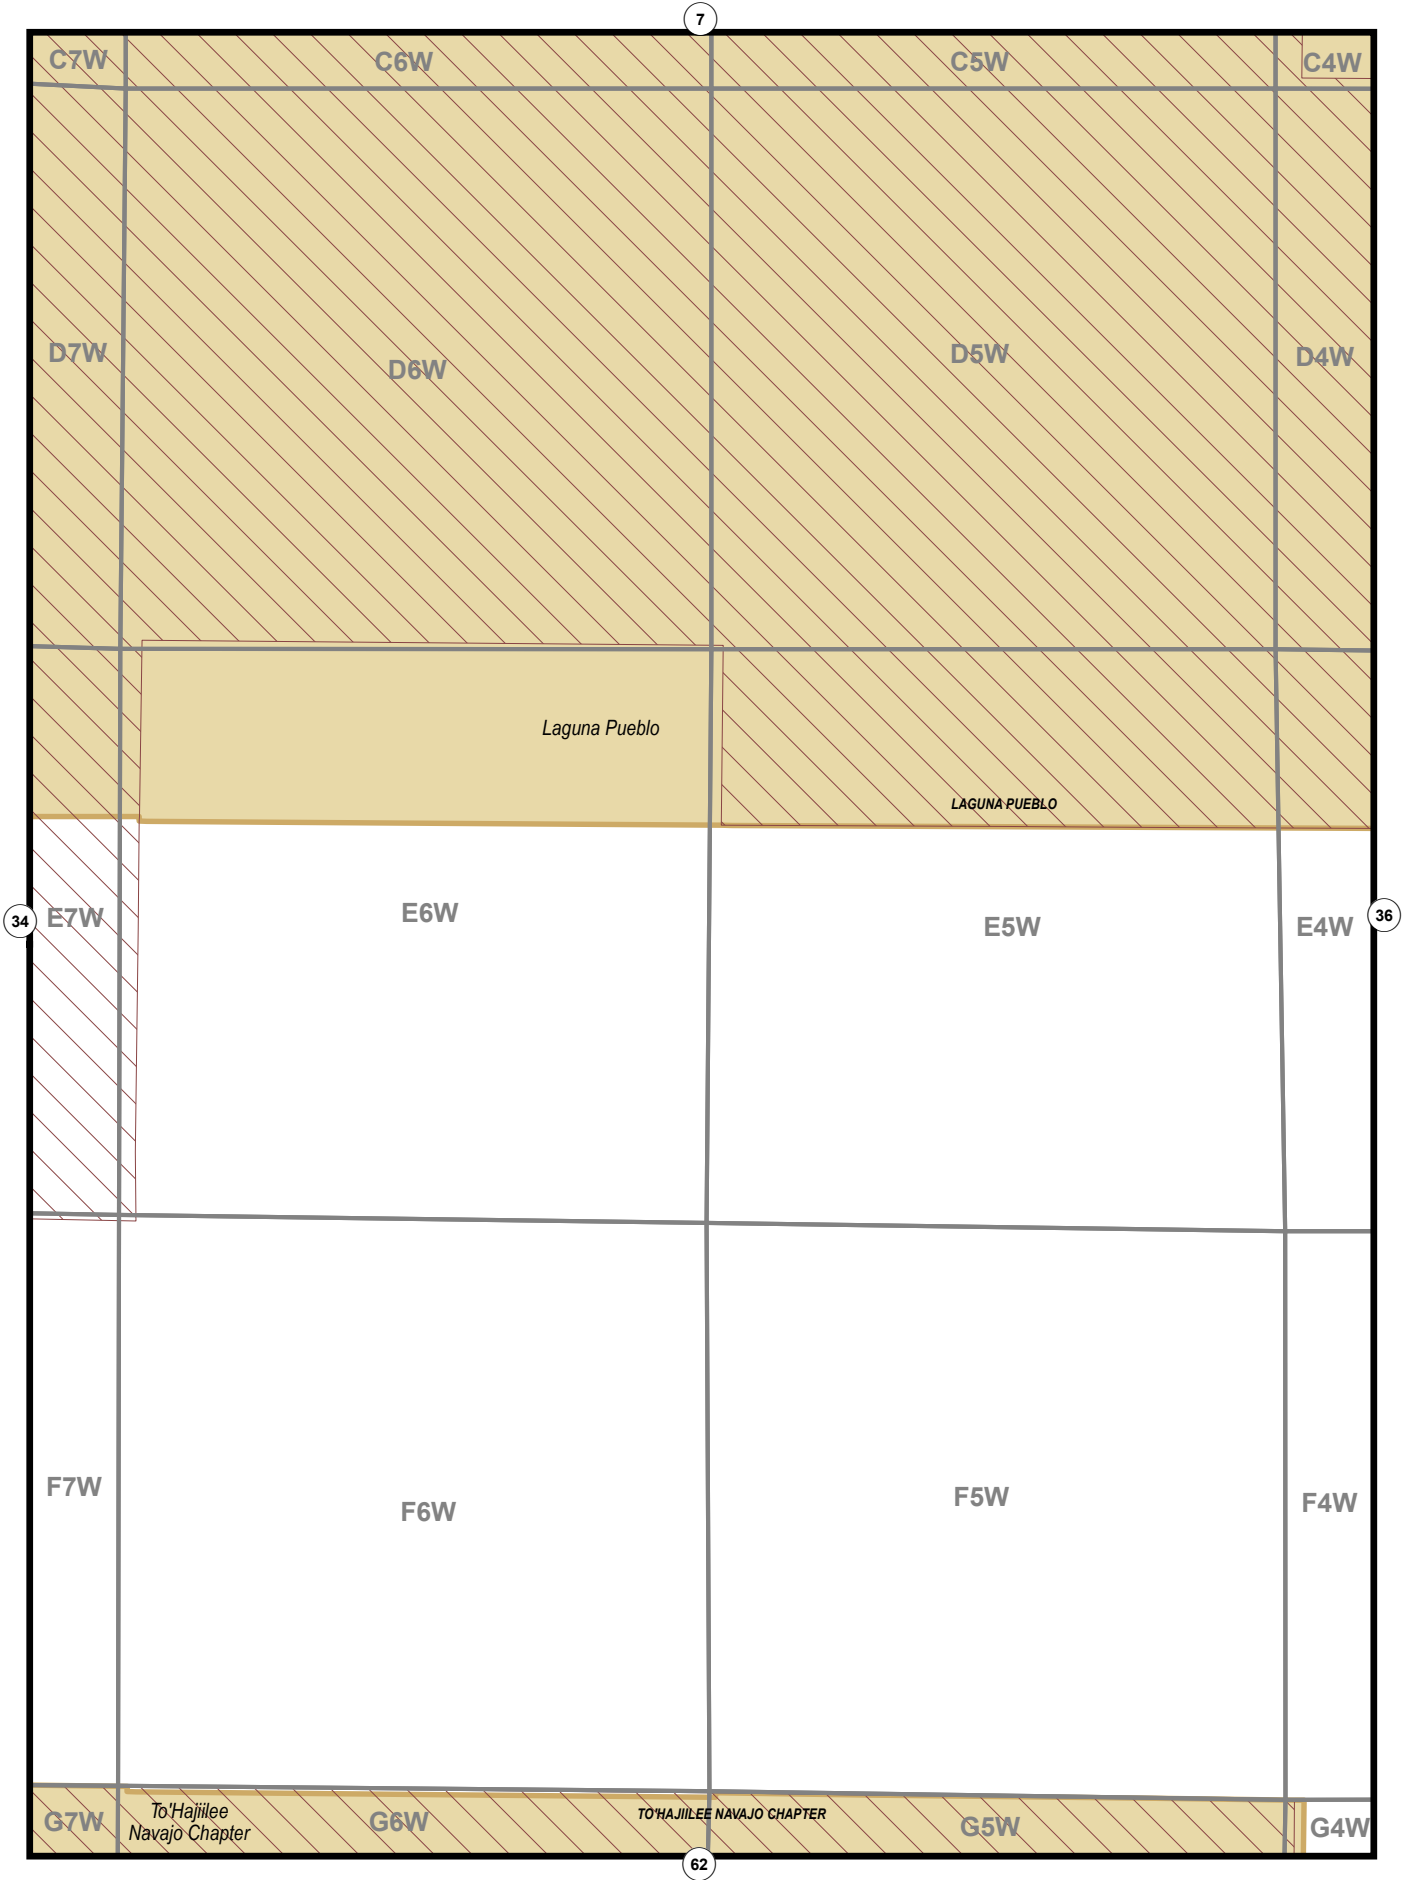 7
C7W
C6W
C5W
C4W
D7W
D6W
D5W
D4W
Laguna Pueblo
LAGUNA PUEBLO
34
E7W
E6W
E5W
E4W
36
F7W
F6W
F5W
F4W
G7W
To'Hajiilee
Navajo Chapter
G6W
TO'HAJIILEE NAVAJO CHAPTER
G5W
G4W
62